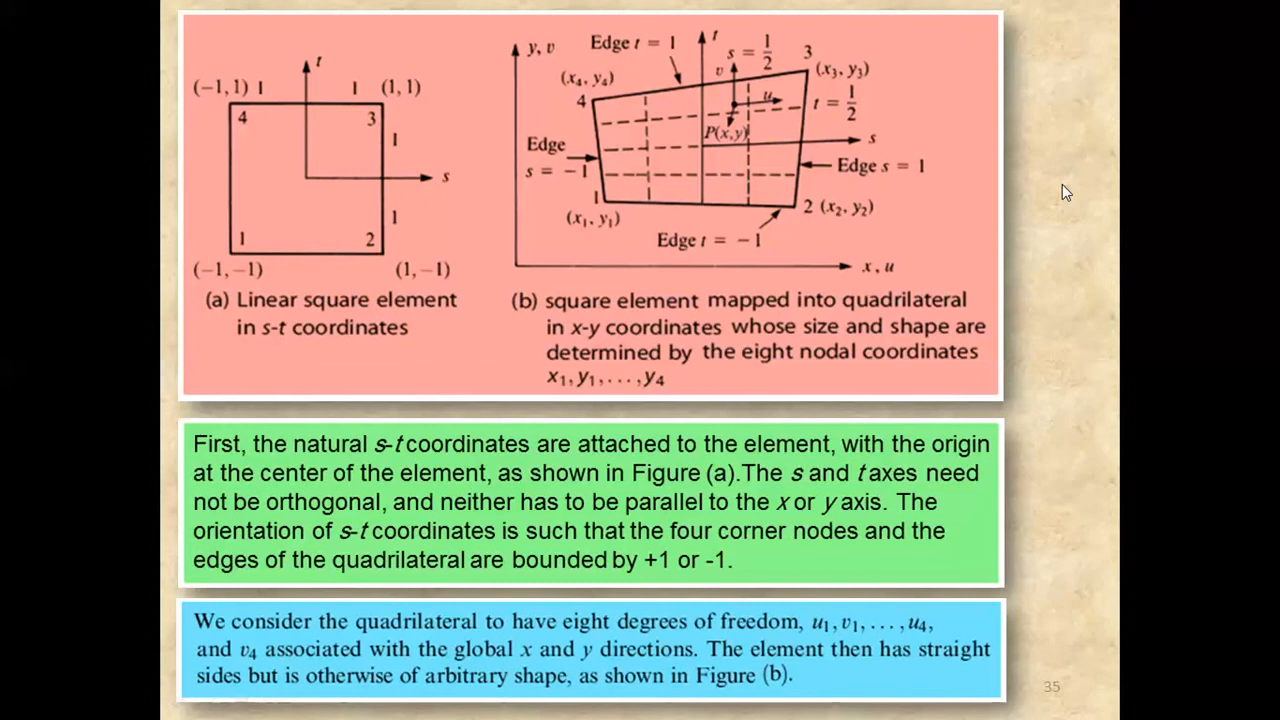 t
(−1, 1) 1 1 (1, 1)
4 3
1
s
1
1 2
(−1, −1) (1, −1)
(a) Linear square element
in s-t coordinates
y, v
Edge t = 1
t
s = 1/2
3
(x3, y3)
(x4, y4)
4
v
u
t = 1/2
P(x,y)
s
Edge
s = −1
Edge s = 1
1
(x1, y1)
2 (x2, y2)
Edge t = −1
x, u
(b) square element mapped into quadrilateral
in x-y coordinates whose size and shape are
determined by the eight nodal coordinates
x1, y1, . . . , y4
First, the natural s-t coordinates are attached to the element, with the origin
at the center of the element, as shown in Figure (a).The s and t axes need
not be orthogonal, and neither has to be parallel to the x or y axis. The
orientation of s-t coordinates is such that the four corner nodes and the
edges of the quadrilateral are bounded by +1 or -1.
We consider the quadrilateral to have eight degrees of freedom, u1, v1, . . . , u4,
and v4 associated with the global x and y directions. The element then has straight
sides but is otherwise of arbitrary shape, as shown in Figure (b).
35